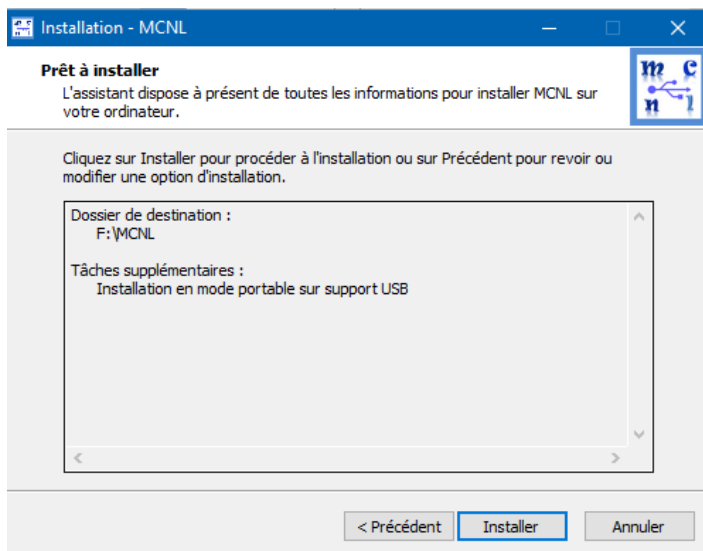 Installation - MCNL
Prêt à installer
L'assistant dispose à présent de toutes les informations pour installer MCNL sur
votre ordinateur.
m c
n l
Cliquez sur Installer pour procéder à l'installation ou sur Précédent pour revoir ou
modifier une option d'installation.
Dossier de destination :
F:\MCNL
Tâches supplémentaires :
Installation en mode portable sur support USB
< Précédent
Installer
Annuler